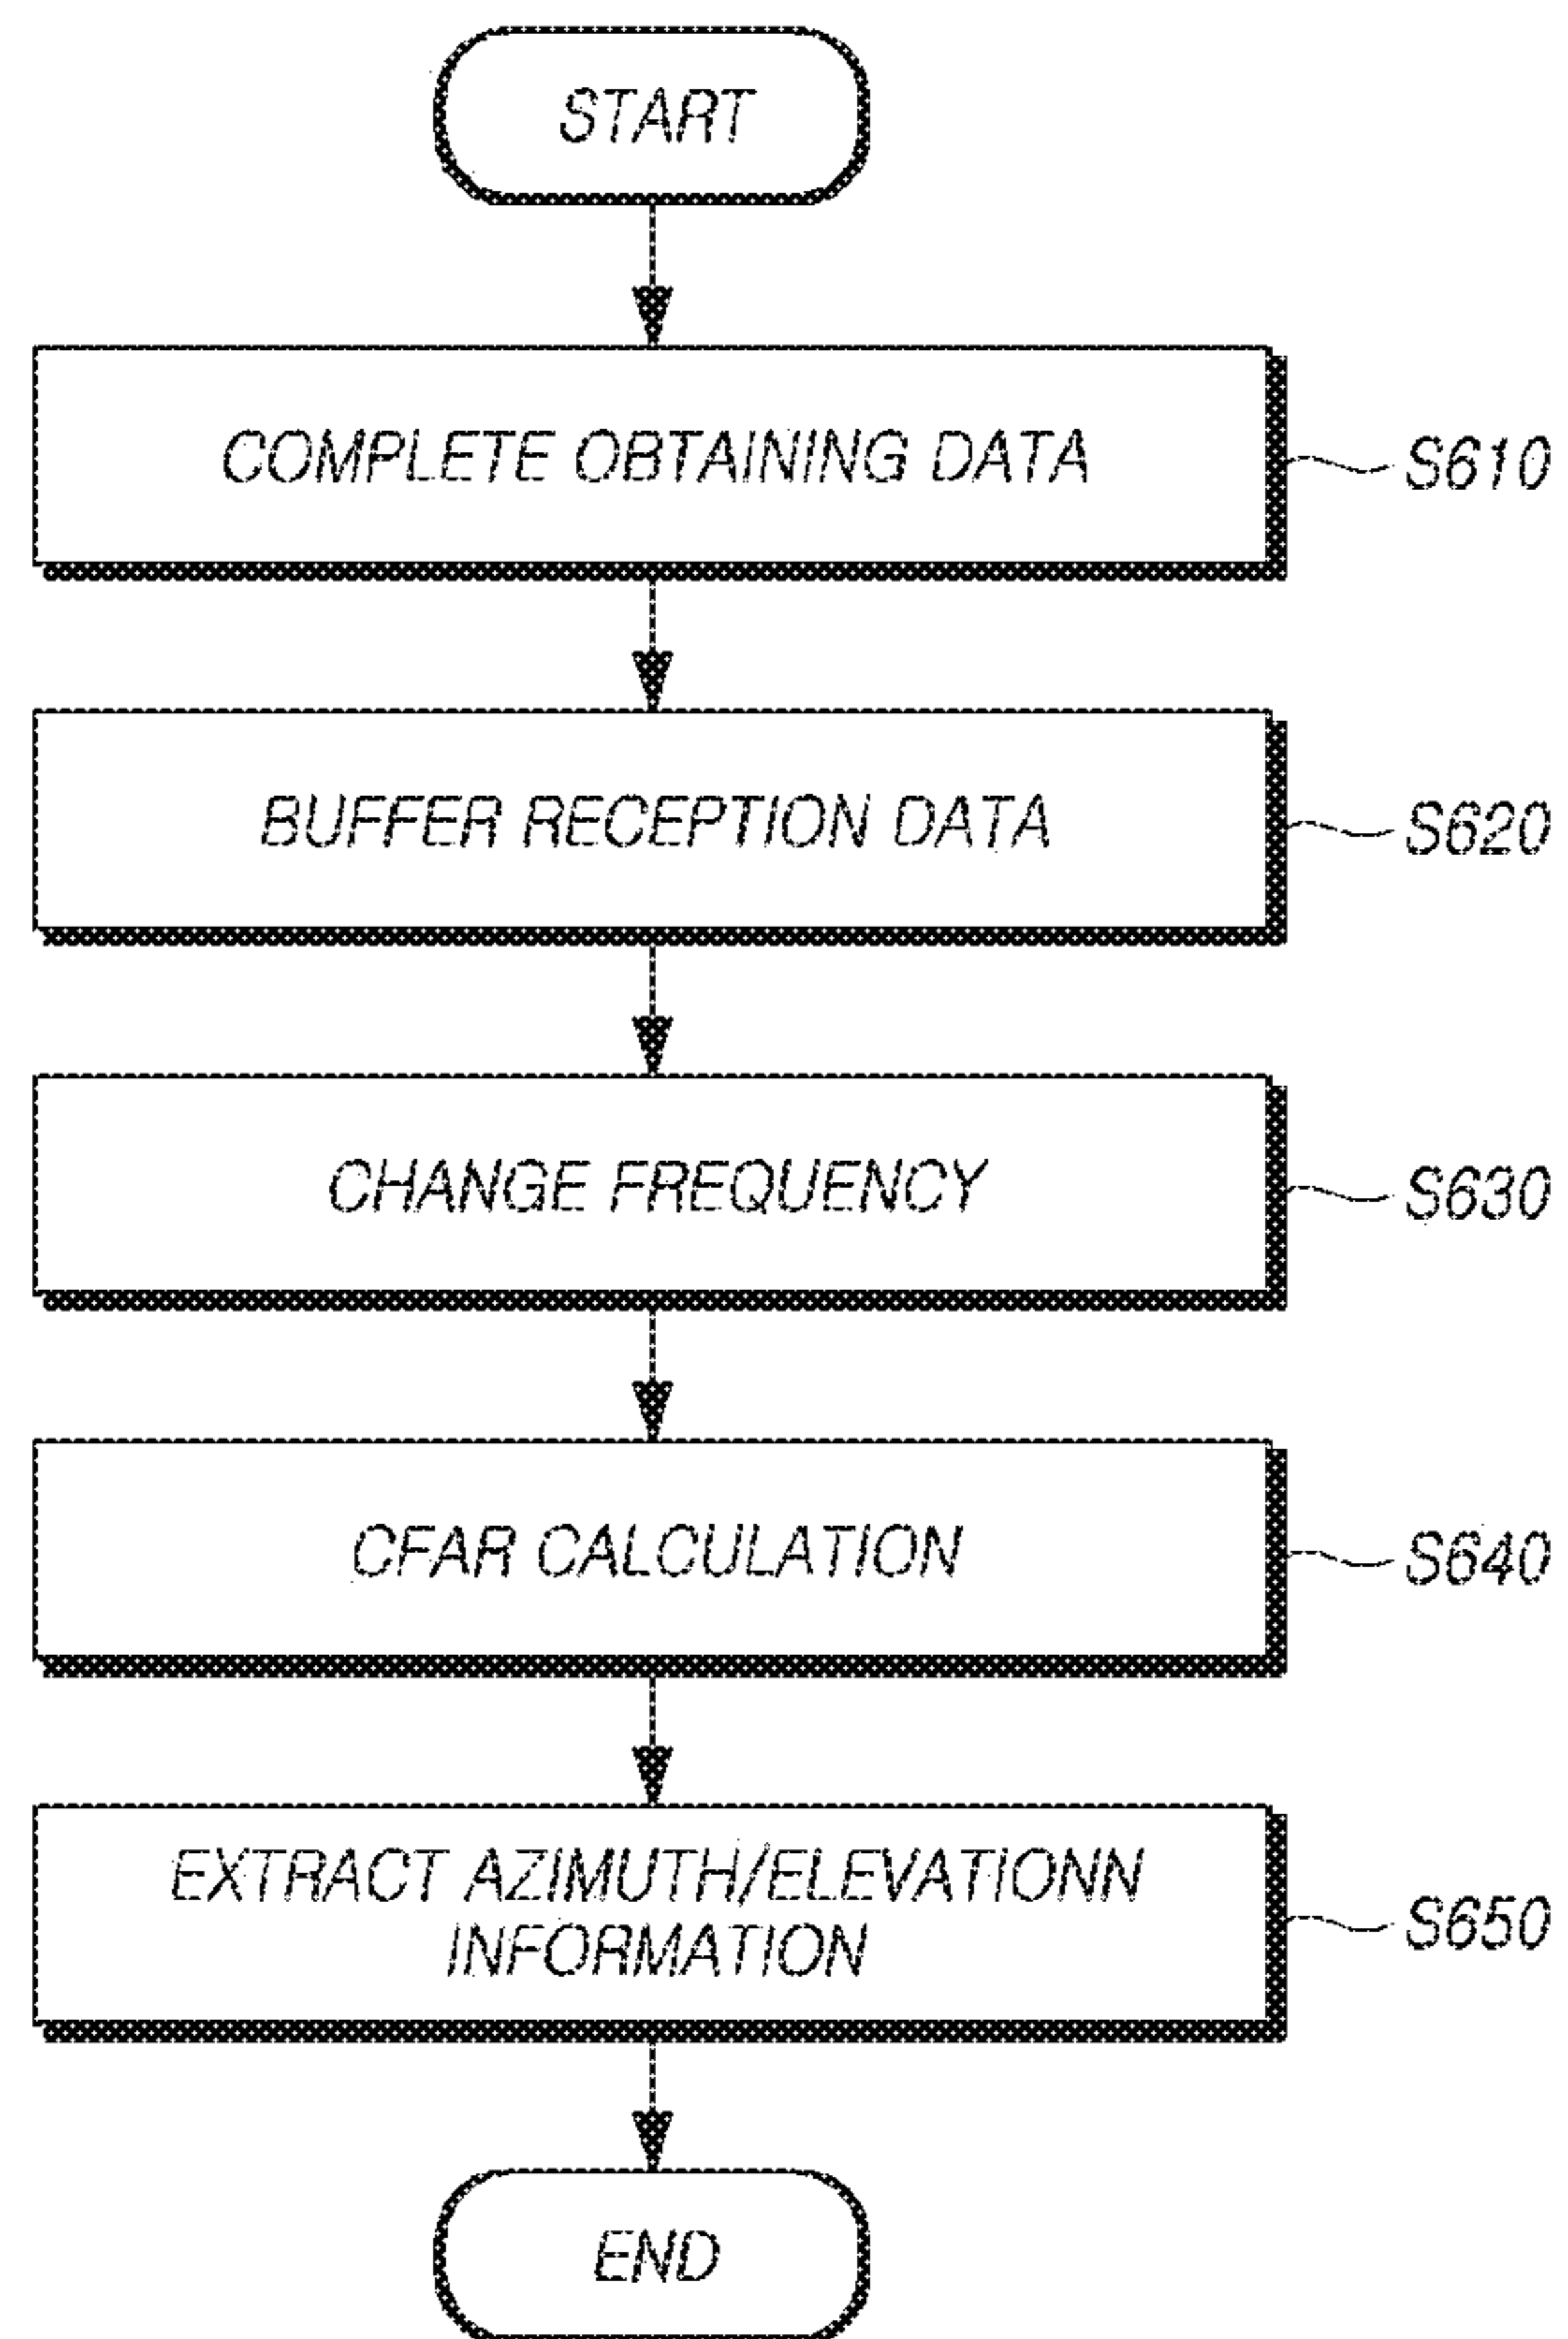 START
COMPLETE OBTAINING DATA
S610
BUFFER RECEPTION DATA
S620
CHANGE FREQUENCY
S630
CFAR CALCULATION
S640
EXTRACT AZIMUTH/ELEVATIONN
INFORMATION
S650
END